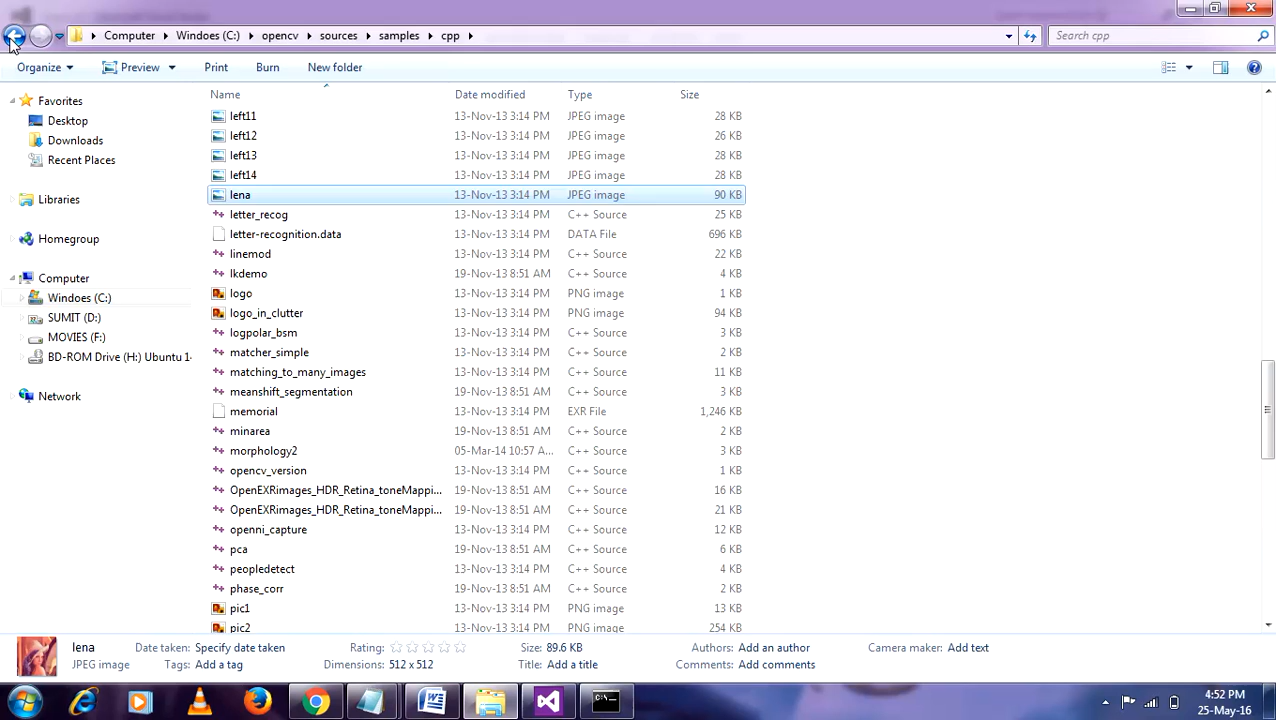 Computer Windoes (C:) opencv sources samples cpp Search cpp
Organize Preview Print Burn New folder
Name Date modified Type Size
Favorites
Desktop
Downloads
Recent Places
Libraries
Homegroup
Computer
Windoes (C:)
SUMIT (D:)
MOVIES (F:)
BD-ROM Drive (H:) Ubuntu 1
Network
left11 13-Nov-13 3:14 PM JPEG image 28 KB
left12 13-Nov-13 3:14 PM JPEG image 26 KB
left13 13-Nov-13 3:14 PM JPEG image 28 KB
left14 13-Nov-13 3:14 PM JPEG image 28 KB
lena 13-Nov-13 3:14 PM JPEG image 90 KB
letter_recog 13-Nov-13 3:14 PM C++ Source 25 KB
letter-recognition.data 13-Nov-13 3:14 PM DATA File 696 KB
linemod 13-Nov-13 3:14 PM C++ Source 22 KB
lkdemo 19-Nov-13 8:51 AM C++ Source 4 KB
logo 13-Nov-13 3:14 PM PNG image 1 KB
logo_in_clutter 13-Nov-13 3:14 PM PNG image 94 KB
logpolar_bsm 13-Nov-13 3:14 PM C++ Source 3 KB
matcher_simple 13-Nov-13 3:14 PM C++ Source 2 KB
matching_to_many_images 13-Nov-13 3:14 PM C++ Source 11 KB
meanshift_segmentation 19-Nov-13 8:51 AM C++ Source 3 KB
memorial 13-Nov-13 3:14 PM EXR File 1,246 KB
minarea 19-Nov-13 8:51 AM C++ Source 2 KB
morphology2 05-Mar-14 10:57 A... C++ Source 3 KB
opencv_version 13-Nov-13 3:14 PM C++ Source 1 KB
OpenEXRimages_HDR_Retina_toneMappi... 19-Nov-13 8:51 AM C++ Source 16 KB
OpenEXRimages_HDR_Retina_toneMappi... 19-Nov-13 8:51 AM C++ Source 21 KB
openni_capture 13-Nov-13 3:14 PM C++ Source 12 KB
pca 19-Nov-13 8:51 AM C++ Source 6 KB
peopledetect 13-Nov-13 3:14 PM C++ Source 4 KB
phase_corr 13-Nov-13 3:14 PM C++ Source 2 KB
pic1 13-Nov-13 3:14 PM PNG image 13 KB
pic2 13-Nov-13 3:14 PM PNG image 254 KB
lena Date taken: Specify date taken Rating: Size: 89.6 KB Authors: Add an author Camera maker: Add text
JPEG image Tags: Add a tag Dimensions: 512 x 512 Title: Add a title Comments: Add comments
4:52 PM
25-May-16